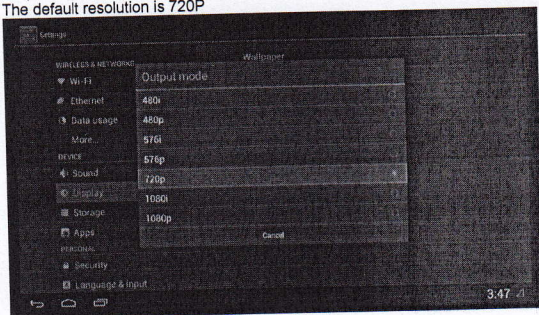 The default resolution is 720P
Settings
Wallpaper
WIRELESS & NETWORKS
Wi-Fi
Ethernet
Data usage
More...
DEVICE
Sound
Display
Storage
Apps
PERSONAL
Security
Language & input
Output mode
480i
480p
576i
576p
720p
1080i
1080p
Cancel
3:47